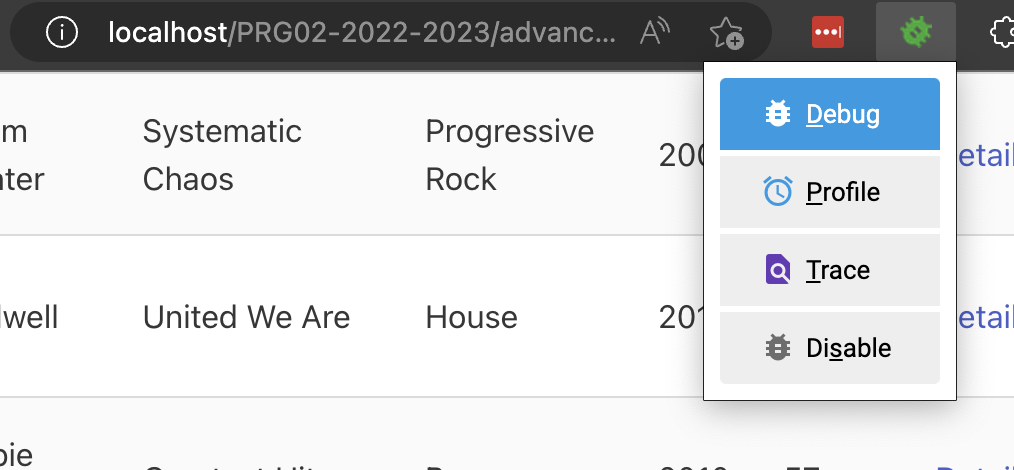 localhost/PRG02-2022-2023/advanc...
Debug
Profile
Trace
Disable
Systematic
Chaos
Progressive
Rock
United We Are
House